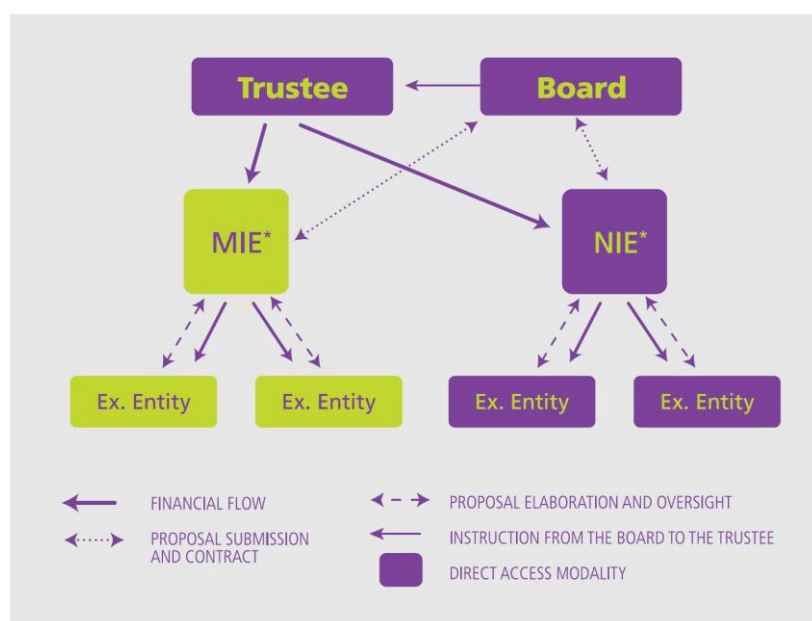 Trustee
Board
MIE*
NIE*
Ex. Entity
Ex. Entity
Ex. Entity
Ex. Entity
FINANCIAL FLOW
PROPOSAL SUBMISSION
AND CONTRACT
PROPOSAL ELABORATION AND OVERSIGHT
INSTRUCTION FROM THE BOARD TO THE TRUSTEE
DIRECT ACCESS MODALITY